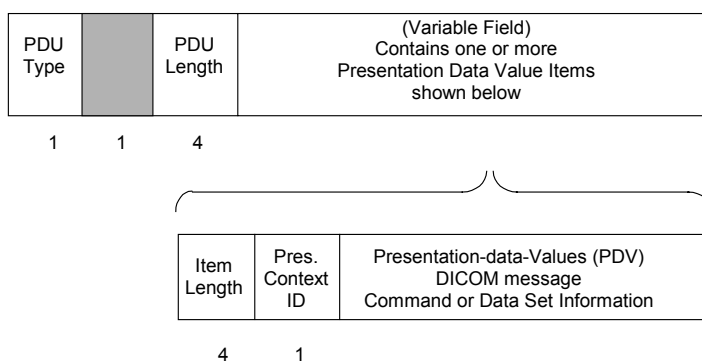 PDU
Type
PDU
Length
(Variable Field)
Contains one or more
Presentation Data Value Items
shown below
1
1
4
Item
Length
Pres.
Context
ID
Presentation-data-Values (PDV)
DICOM message
Command or Data Set Information
4
1